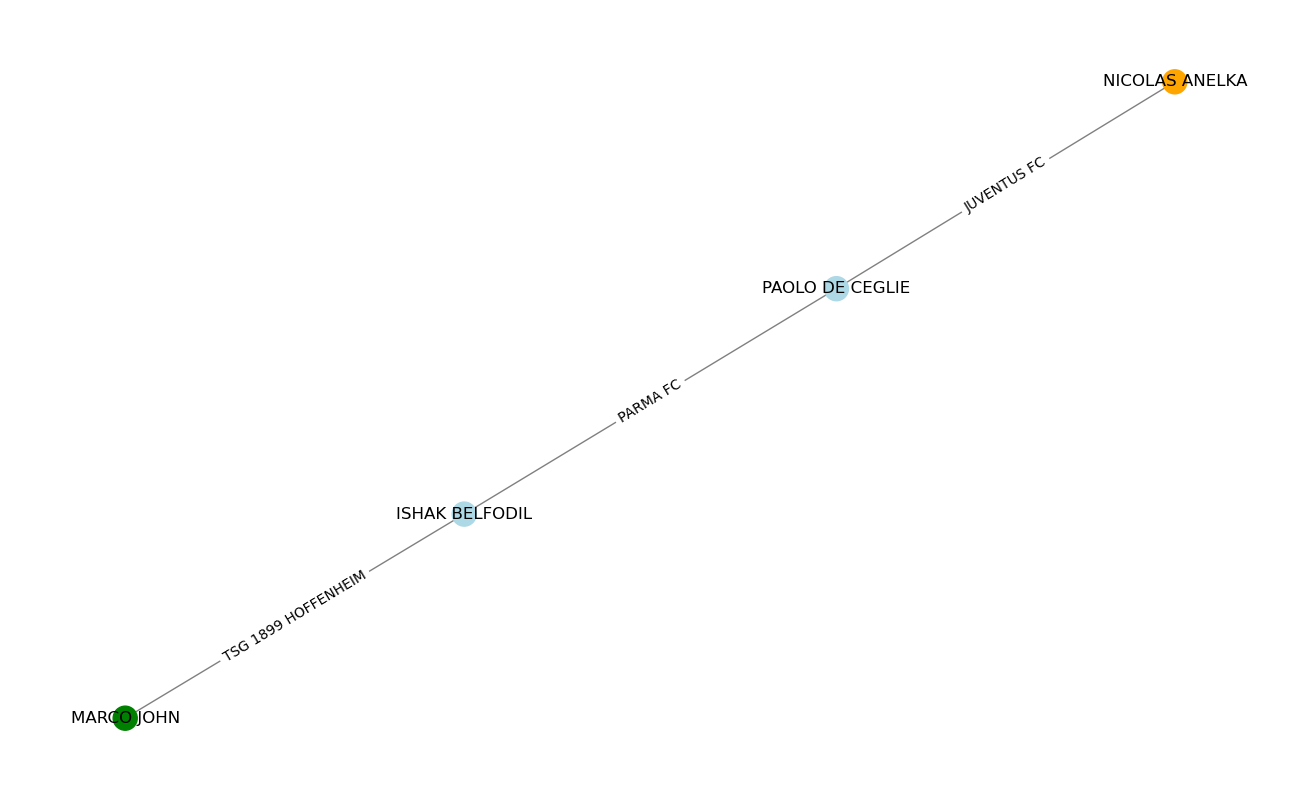 NICOLAS ANELKA
JUVENTUS FC
PAOLO DE CEGLIE
PARMA FC
ISHAK BELFODIL
TSG 1899 HOFFENHEIM
MARCO JOHN